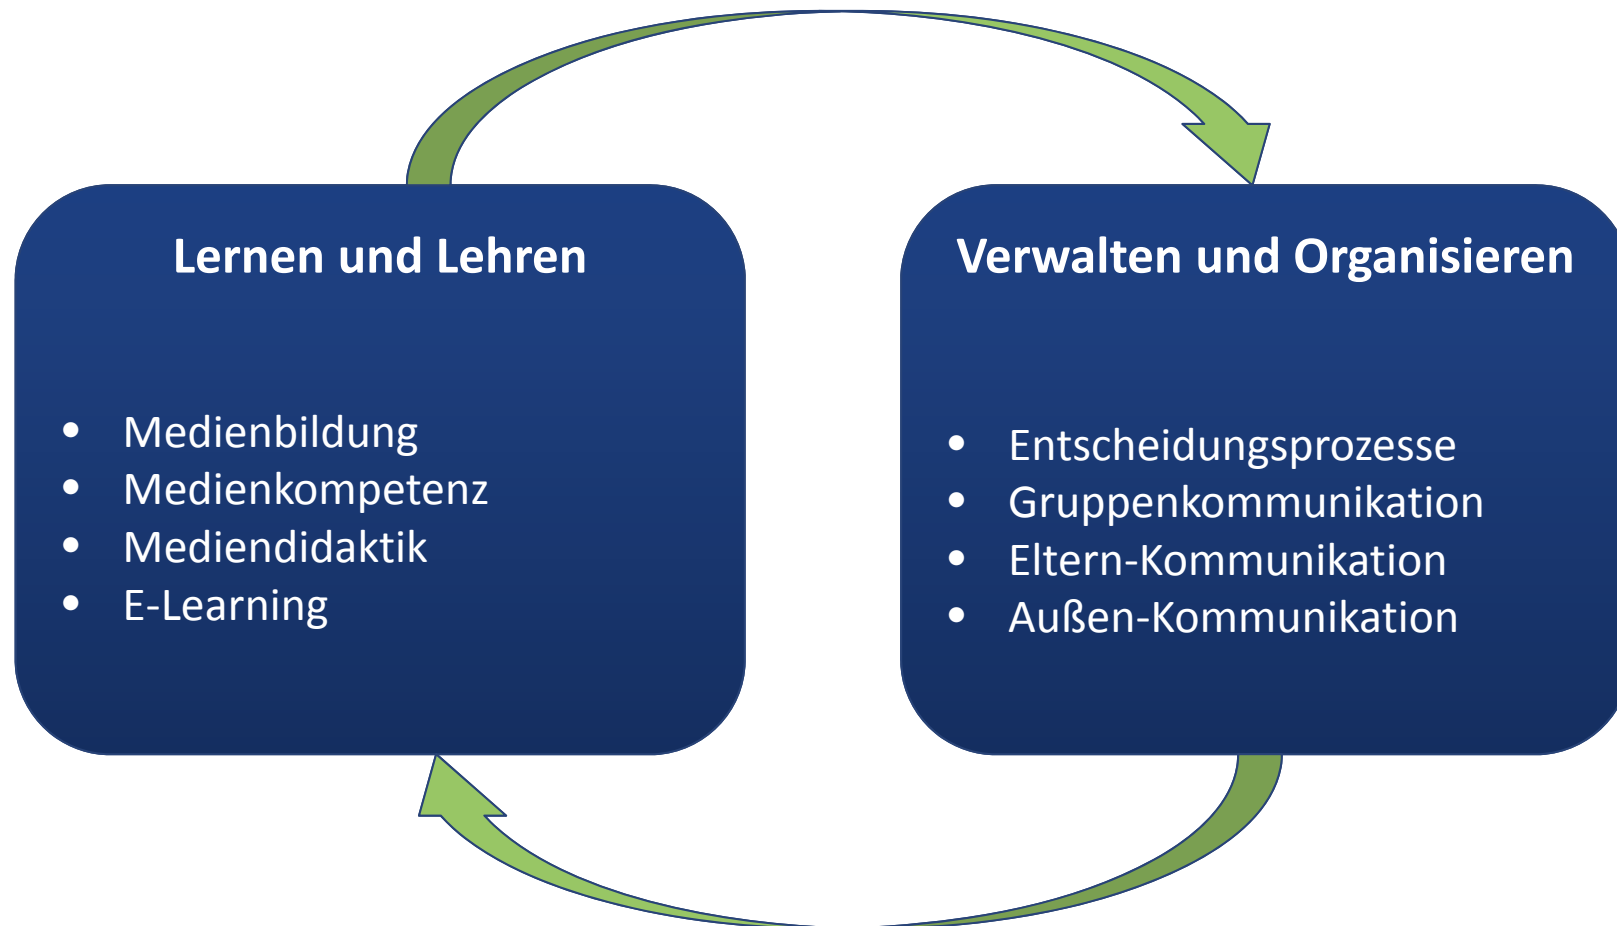 Lernen und Lehren
• Medienbildung
• Medienkompetenz
• Mediendidaktik
• E-Learning
Verwalten und Organisieren
• Entscheidungsprozesse
• Gruppenkommunikation
• Eltern-Kommunikation
• Außen-Kommunikation